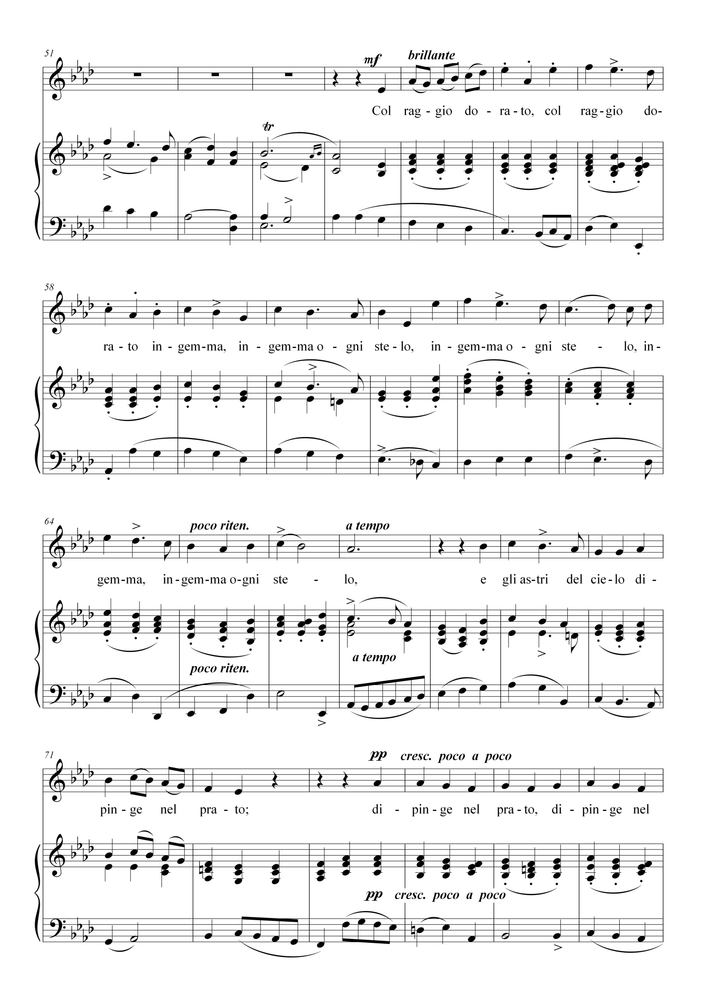 51
mf brillante
Col rag - gio do - ra - to, col rag - gio do -
tr
58
ra - to in - gem - ma, in - gem - ma o - gni ste - lo, in - gem - ma o - gni ste - lo, in -
64
poco riten. a tempo
gem - ma, in - gem - ma o - gni ste - lo, e gli as - tri del cie - lo di -
a tempo
poco riten.
71
pp cresc. poco a poco
pin - ge nel pra - to; di - pin - ge nel pra - to, di - pin - ge nel
pp cresc. poco a poco